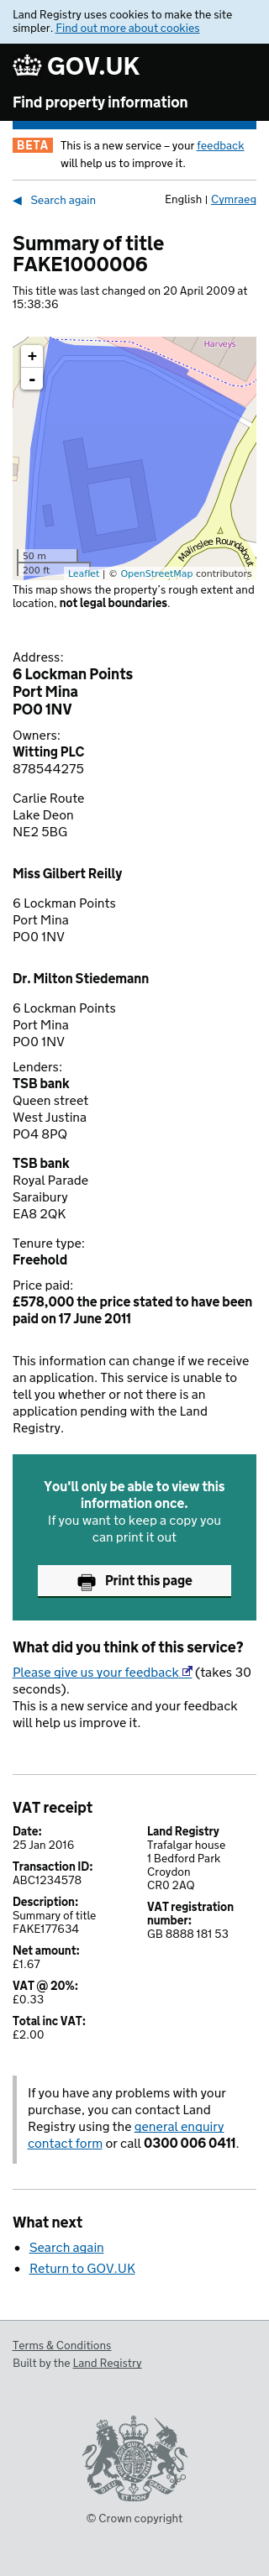 Land Registry uses cookies to make the site
simpler. Find out more about cookies
GOV.UK
Find property information
BETA This is a new service – your feedback
will help us to improve it.
Search again English | Cymraeg
Summary of title
FAKE1000006
This title was last changed on 20 April 2009 at
15:38:36
Harveys
+
-
Malinslee Roundabout
50 m
200 ft
Leaflet | © OpenStreetMap contributors
This map shows the property's rough extent and
location, not legal boundaries.
Address:
6 Lockman Points
Port Mina
PO0 1NV
Owners:
Witting PLC
878544275
Carlie Route
Lake Deon
NE2 5BG
Miss Gilbert Reilly
6 Lockman Points
Port Mina
PO0 1NV
Dr. Milton Stiedemann
6 Lockman Points
Port Mina
PO0 1NV
Lenders:
TSB bank
Queen street
West Justina
PO4 8PQ
TSB bank
Royal Parade
Saraibury
EA8 2QK
Tenure type:
Freehold
Price paid:
£578,000 the price stated to have been
paid on 17 June 2011
This information can change if we receive
an application. This service is unable to
tell you whether or not there is an
application pending with the Land
Registry.
You'll only be able to view this
information once.
If you want to keep a copy you
can print it out
Print this page
What did you think of this service?
Please give us your feedback (takes 30
seconds).
This is a new service and your feedback
will help us improve it.
VAT receipt
Date:
25 Jan 2016
Transaction ID:
ABC1234578
Description:
Summary of title
FAKE177634
Net amount:
£1.67
VAT @ 20%:
£0.33
Total inc VAT:
£2.00
Land Registry
Trafalgar house
1 Bedford Park
Croydon
CR0 2AQ
VAT registration
number:
GB 8888 181 53
If you have any problems with your
purchase, you can contact Land
Registry using the general enquiry
contact form or call 0300 006 0411.
What next
Search again
Return to GOV.UK
Terms & Conditions
Built by the Land Registry
© Crown copyright